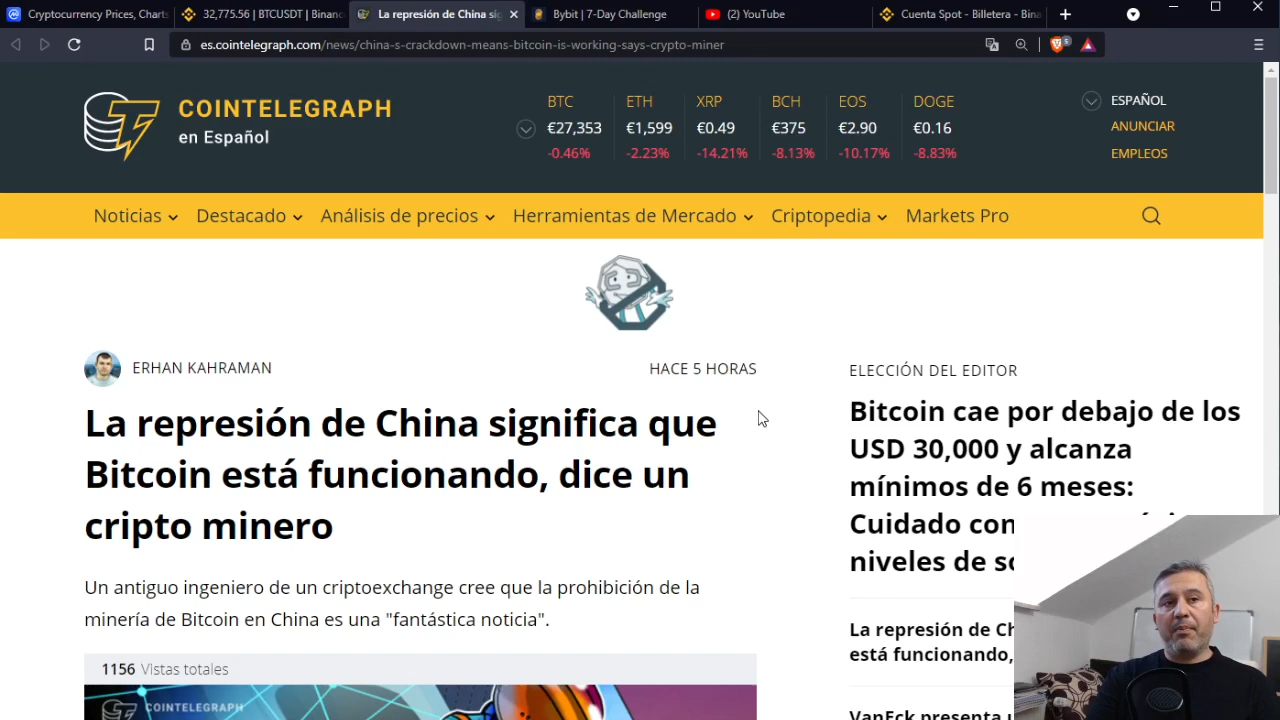 Cryptocurrency Prices, Charts
32,775.56 | BTCUSDT | Binanc
La represión de China sig
Bybit | 7-Day Challenge
(2) YouTube
Cuenta Spot - Billetera - Bina
es.cointelegraph.com/news/china-s-crackdown-means-bitcoin-is-working-says-crypto-miner
5
COINTELEGRAPH
en Español
BTC ETH XRP BCH EOS DOGE
€27,353 €1,599 €0.49 €375 €2.90 €0.16
-0.46% -2.23% -14.21% -8.13% -10.17% -8.83%
ESPAÑOL
ANUNCIAR
EMPLEOS
Noticias Destacado Análisis de precios Herramientas de Mercado Criptopedia Markets Pro
ERHAN KAHRAMAN
HACE 5 HORAS
La represión de China significa que
Bitcoin está funcionando, dice un
cripto minero
Un antiguo ingeniero de un criptoexchange cree que la prohibición de la
minería de Bitcoin en China es una "fantástica noticia".
1156 Vistas totales
COINTELEGRAPH
ELECCIÓN DEL EDITOR
Bitcoin cae por debajo de los
USD 30,000 y alcanza
mínimos de 6 meses:
Cuidado con
niveles de so
La represión de Ch
está funcionando,
VanEck presenta u